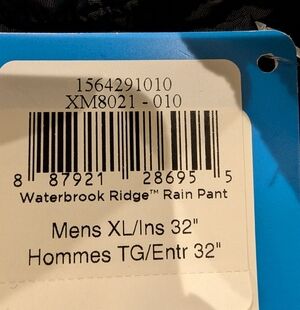 1564291010
XM8021 - 010
8 87921 28695 5
Waterbrook Ridge™ Rain Pant
Mens XL/Ins 32"
Hommes TG/Entr 32"